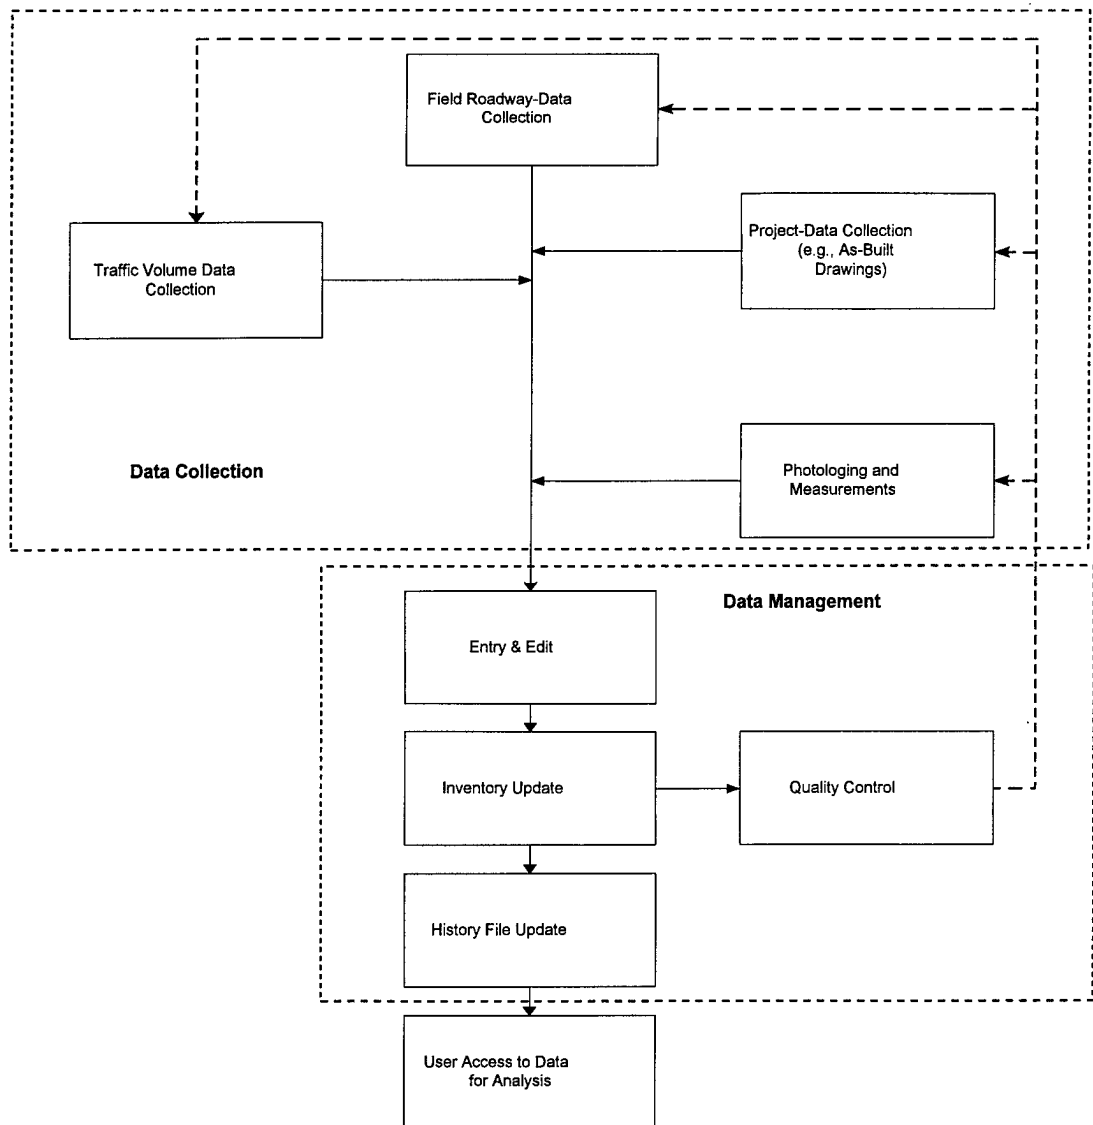 Field Roadway-Data
Collection
Project-Data Collection
(e.g., As-Built
Drawings)
Traffic Volume Data
Collection
Data Collection
Photologing and
Measurements
Data Management
Entry & Edit
Inventory Update
Quality Control
History File Update
User Access to Data
for Analysis